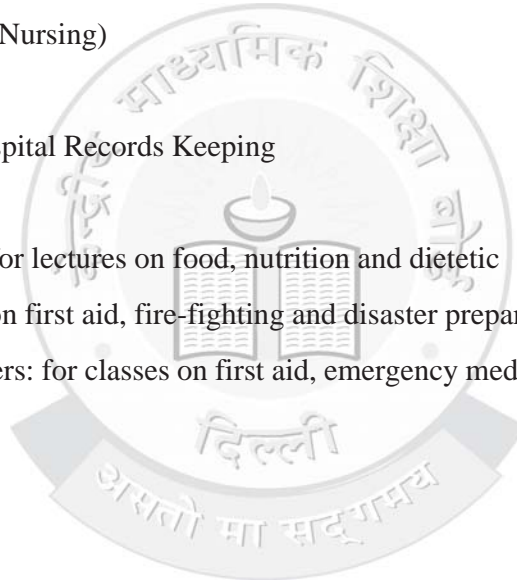 Nursing)
spital Records Keeping
or lectures on food, nutrition and dietetic
on first aid, fire-fighting and disaster prepar
ers: for classes on first aid, emergency med
केन्द्रीय माध्यमिक शिक्षा बोर्ड
दिल्ली
असतो मा सद्गमय